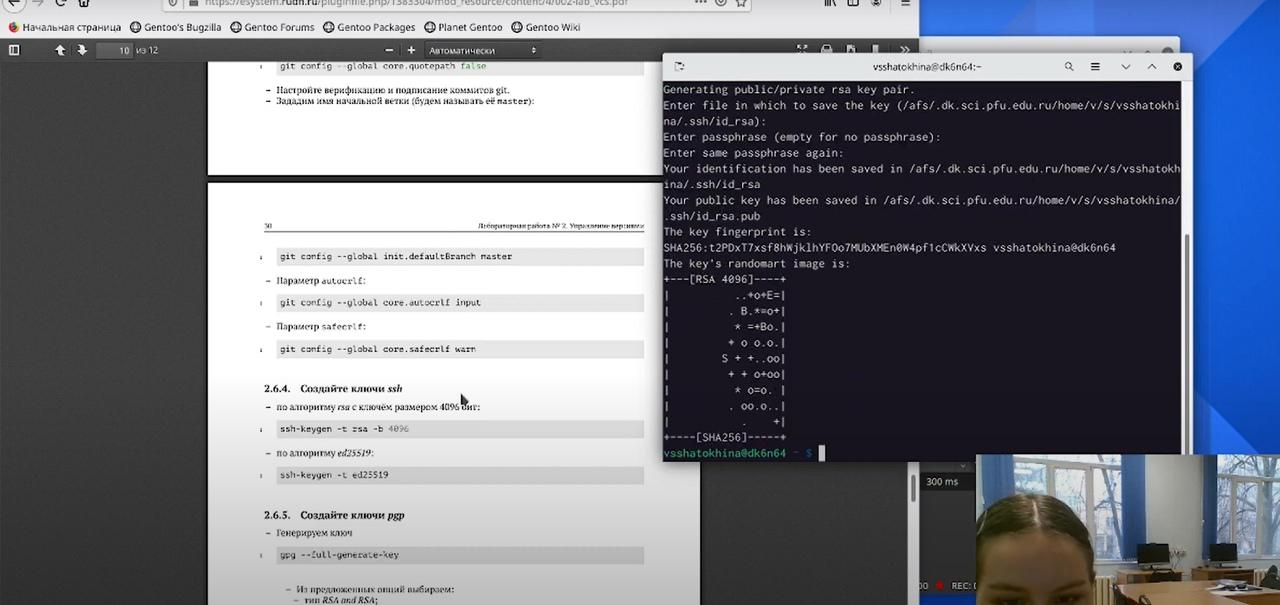 https://esystem.rudn.ru/pluginfile.php/1383304/mod_resource/content/4/002-lab_vcs.pdf
Начальная страница
Gentoo's Bugzilla
Gentoo Forums
Gentoo Packages
Planet Gentoo
Gentoo Wiki
10 из 12
Автоматически
git config --global core.quotepath false
– Настройте верификацию и подписание коммитов git.
– Зададим имя начальной ветки (будем называть её master):
30 Лабораторная работа № 2. Управление версиями
1 git config --global init.defaultBranch master
– Параметр autocrlf:
1 git config --global core.autocrlf input
– Параметр safecrlf:
1 git config --global core.safecrlf warn
2.6.4. Создайте ключи ssh
– по алгоритму rsa с ключём размером 4096 бит:
1 ssh-keygen -t rsa -b 4096
– по алгоритму ed25519:
1 ssh-keygen -t ed25519
2.6.5. Создайте ключи pgp
– Генерируем ключ
1 gpg --full-generate-key
– Из предложенных опций выбираем:
– тип RSA and RSA;
vsshatokhina@dk6n64:~
Generating public/private rsa key pair.
Enter file in which to save the key (/afs/.dk.sci.pfu.edu.ru/home/v/s/vsshatokhi
na/.ssh/id_rsa):
Enter passphrase (empty for no passphrase):
Enter same passphrase again:
Your identification has been saved in /afs/.dk.sci.pfu.edu.ru/home/v/s/vsshatokh
ina/.ssh/id_rsa
Your public key has been saved in /afs/.dk.sci.pfu.edu.ru/home/v/s/vsshatokhina/
.ssh/id_rsa.pub
The key fingerprint is:
SHA256:t2PDxT7xsf8hWjklhYFQo7MUbXMEn0W4pf1cCWkXVxs vsshatokhina@dk6n64
The key's randomart image is:
+---[RSA 4096]----+
|         ..+o+E=|
|        . B.*=o+|
|         * =+Bo.|
|        + o o.o.|
|       S + +..oo|
|        + + o+oo|
|         * o=o. |
|        . oo.o..|
|          .    +|
+----[SHA256]-----+
vsshatokhina@dk6n64 ~ $
300 ms
REC: